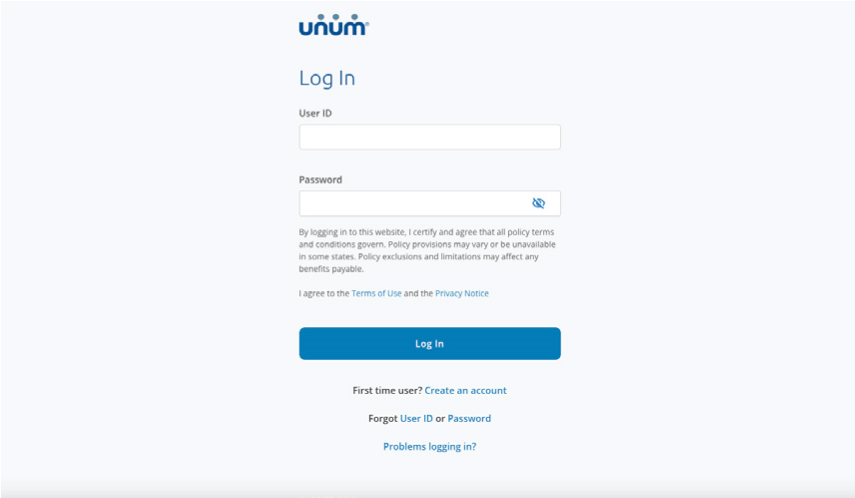 unum®
Log In
User ID
Password
By logging in to this website, I certify and agree that all policy terms
and conditions govern. Policy provisions may vary or be unavailable
in some states. Policy exclusions and limitations may affect any
benefits payable.
I agree to the Terms of Use and the Privacy Notice
Log In
First time user? Create an account
Forgot User ID or Password
Problems logging in?